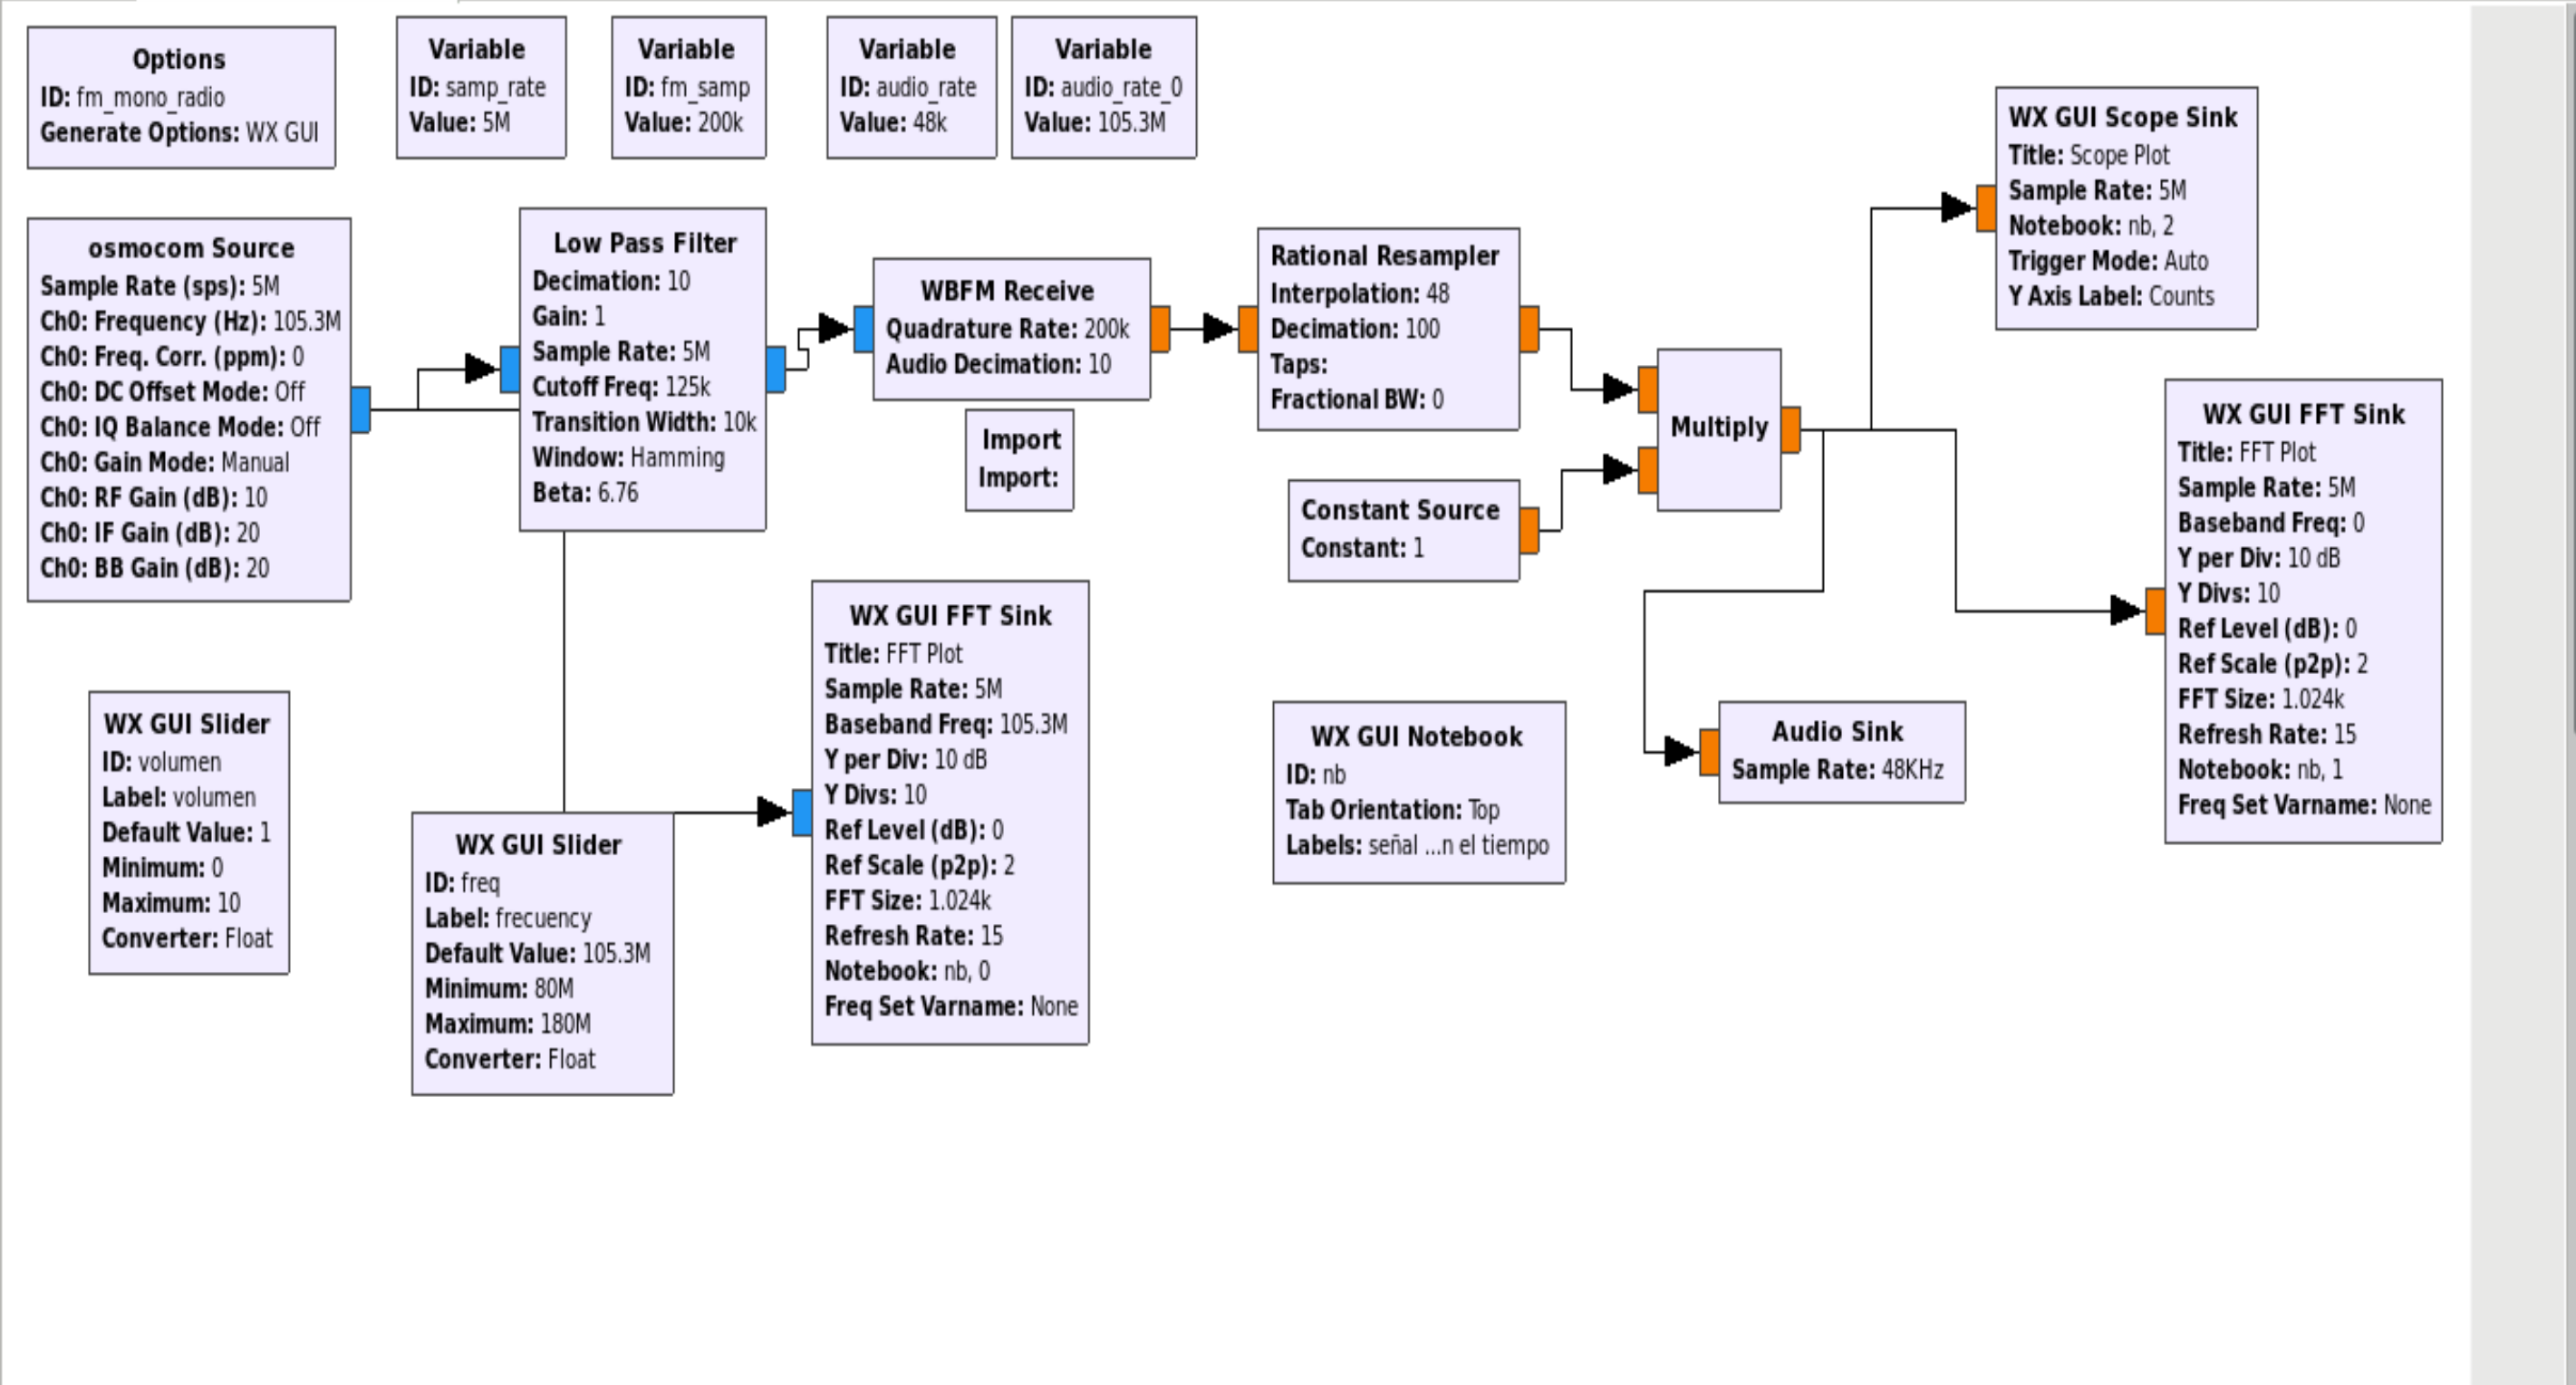 Options
ID: fm_mono_radio
Generate Options: WX GUI
Variable
ID: samp_rate
Value: 5M
Variable
ID: fm_samp
Value: 200k
Variable
ID: audio_rate
Value: 48k
Variable
ID: audio_rate_0
Value: 105.3M
osmocom Source
Sample Rate (sps): 5M
Ch0: Frequency (Hz): 105.3M
Ch0: Freq. Corr. (ppm): 0
Ch0: DC Offset Mode: Off
Ch0: IQ Balance Mode: Off
Ch0: Gain Mode: Manual
Ch0: RF Gain (dB): 10
Ch0: IF Gain (dB): 20
Ch0: BB Gain (dB): 20
Low Pass Filter
Decimation: 10
Gain: 1
Sample Rate: 5M
Cutoff Freq: 125k
Transition Width: 10k
Window: Hamming
Beta: 6.76
WBFM Receive
Quadrature Rate: 200k
Audio Decimation: 10
Import
Import:
Rational Resampler
Interpolation: 48
Decimation: 100
Taps:
Fractional BW: 0
Constant Source
Constant: 1
Multiply
WX GUI Scope Sink
Title: Scope Plot
Sample Rate: 5M
Notebook: nb, 2
Trigger Mode: Auto
Y Axis Label: Counts
WX GUI FFT Sink
Title: FFT Plot
Sample Rate: 5M
Baseband Freq: 0
Y per Div: 10 dB
Y Divs: 10
Ref Level (dB): 0
Ref Scale (p2p): 2
FFT Size: 1.024k
Refresh Rate: 15
Notebook: nb, 1
Freq Set Varname: None
WX GUI Slider
ID: volumen
Label: volumen
Default Value: 1
Minimum: 0
Maximum: 10
Converter: Float
WX GUI Slider
ID: freq
Label: frecuency
Default Value: 105.3M
Minimum: 80M
Maximum: 180M
Converter: Float
WX GUI FFT Sink
Title: FFT Plot
Sample Rate: 5M
Baseband Freq: 105.3M
Y per Div: 10 dB
Y Divs: 10
Ref Level (dB): 0
Ref Scale (p2p): 2
FFT Size: 1.024k
Refresh Rate: 15
Notebook: nb, 0
Freq Set Varname: None
WX GUI Notebook
ID: nb
Tab Orientation: Top
Labels: señal ...n el tiempo
Audio Sink
Sample Rate: 48KHz